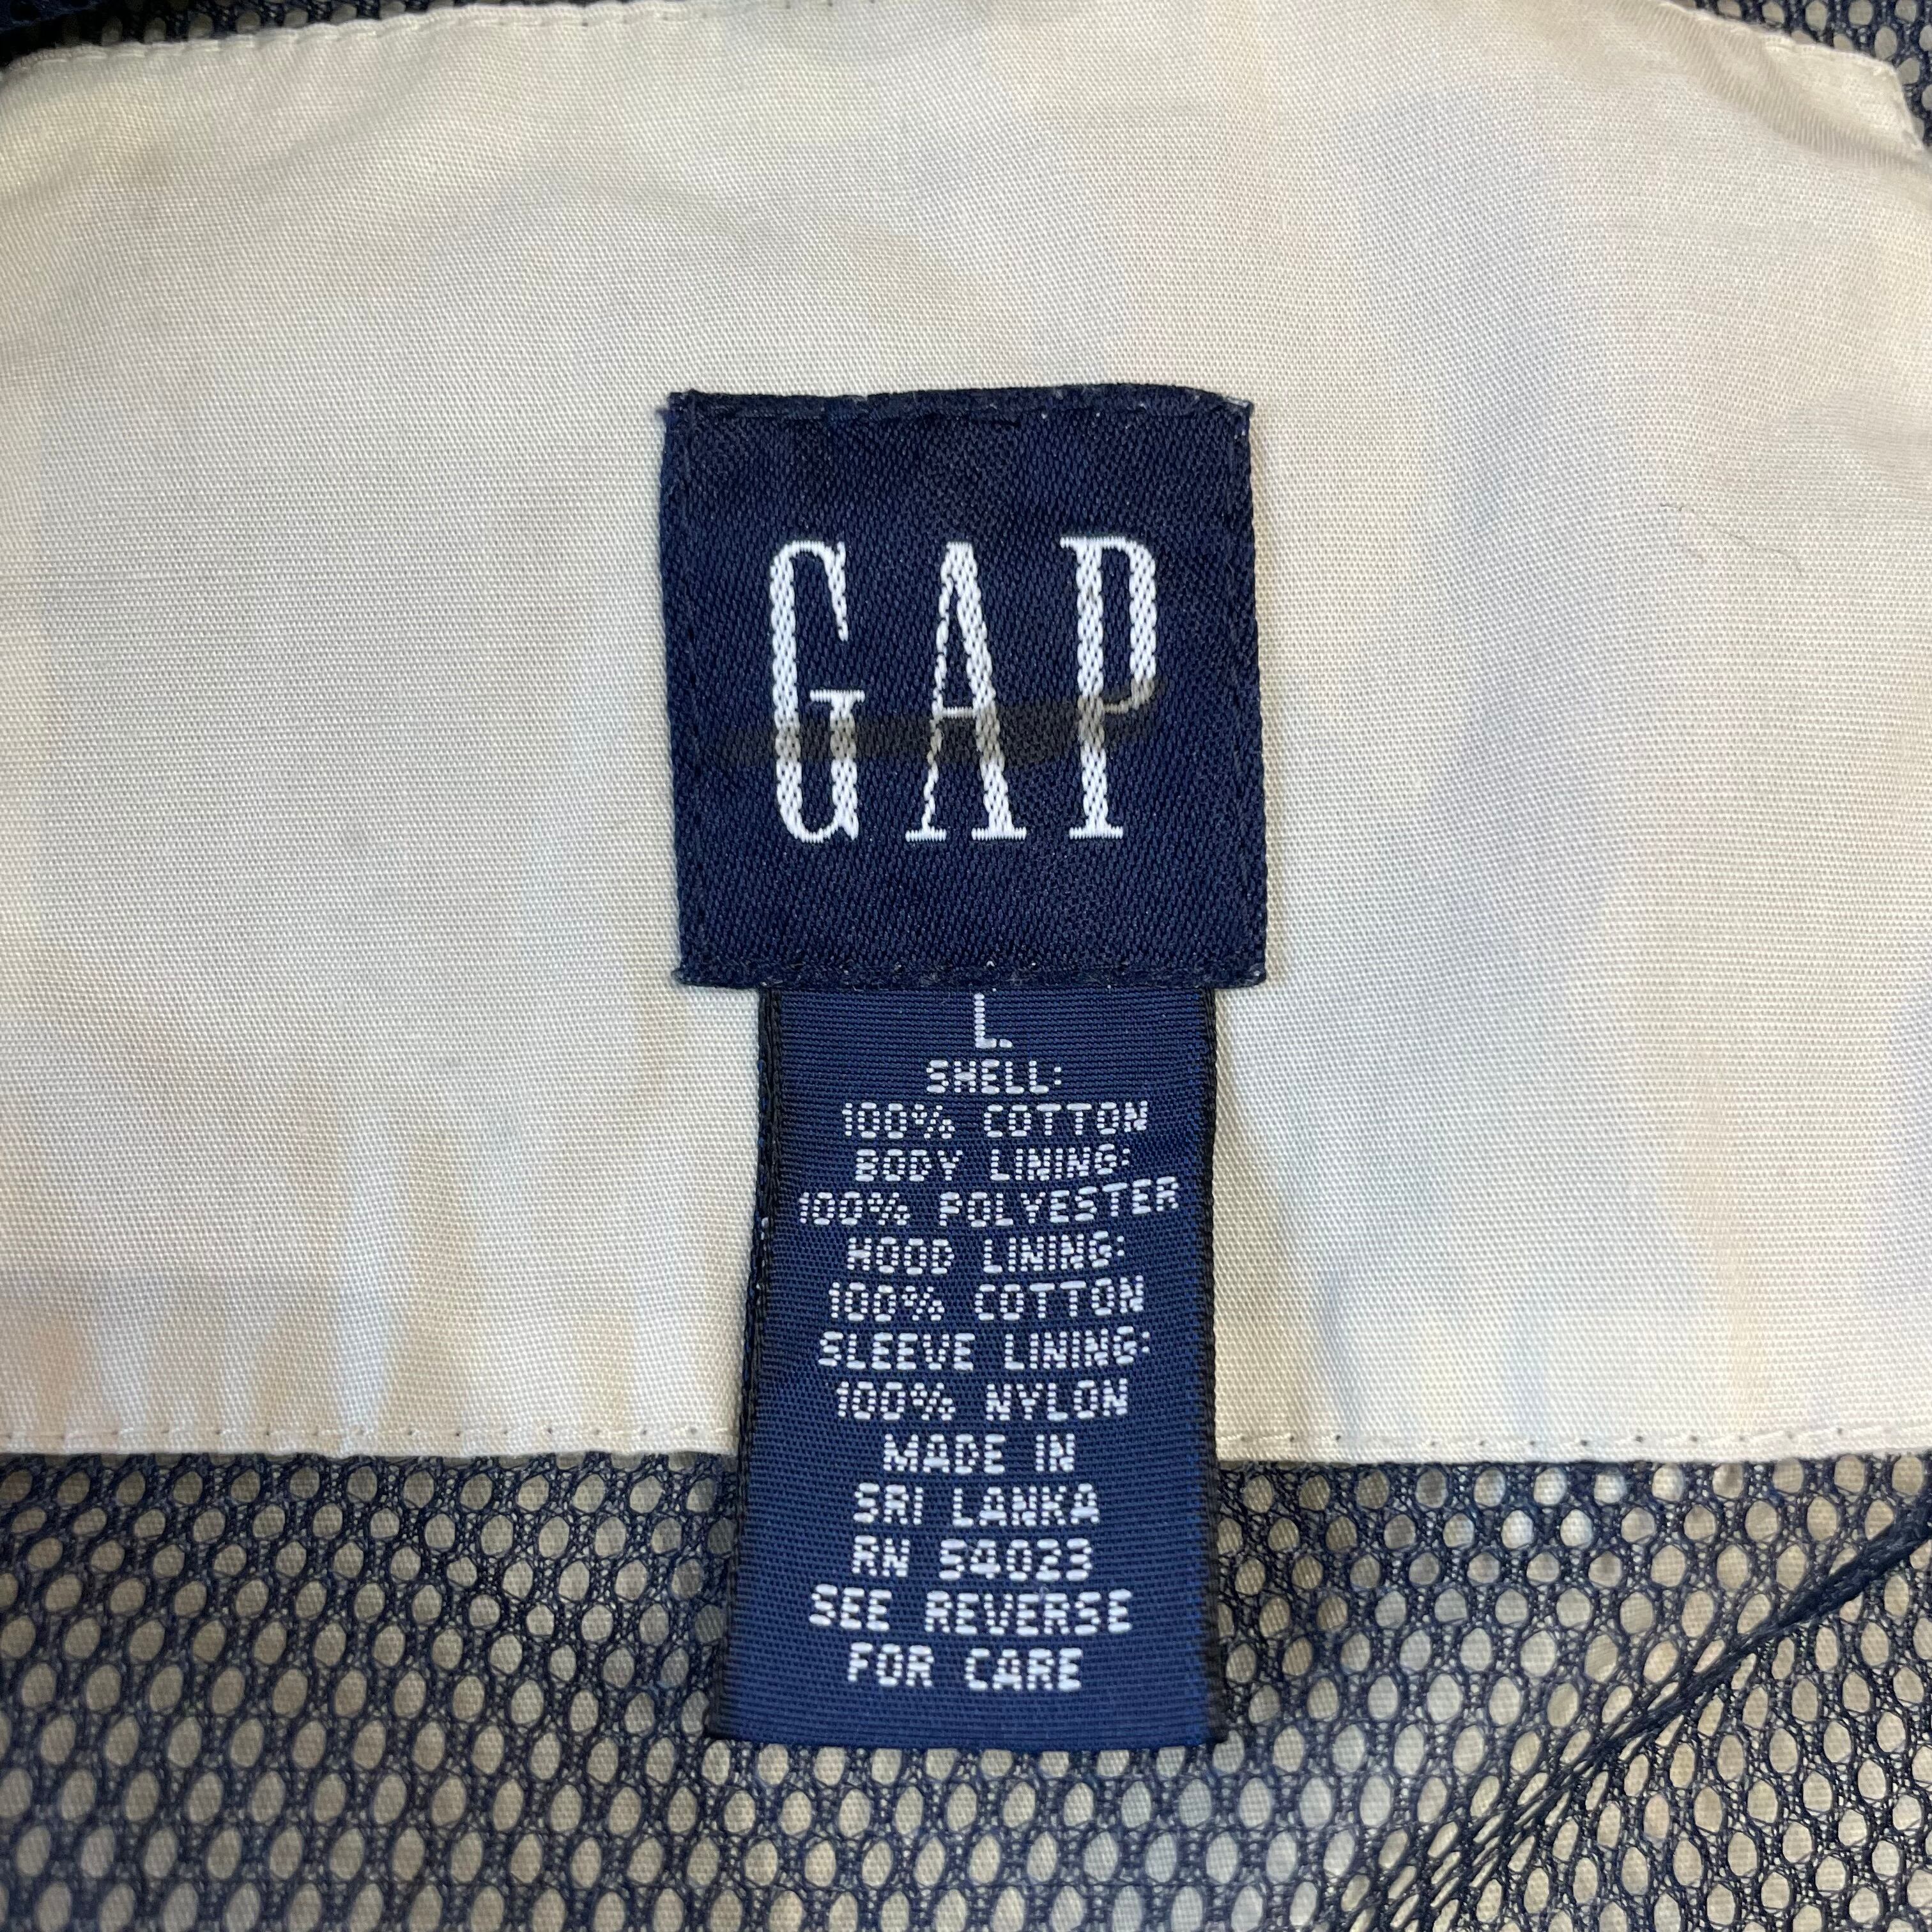 GAP
L.
SHELL:
100% COTTON
BODY LINING:
100% POLYESTER
HOOD LINING:
100% COTTON
SLEEVE LINING:
100% NYLON
MADE IN
SRI LANKA
RN 54023
SEE REVERSE
FOR CARE